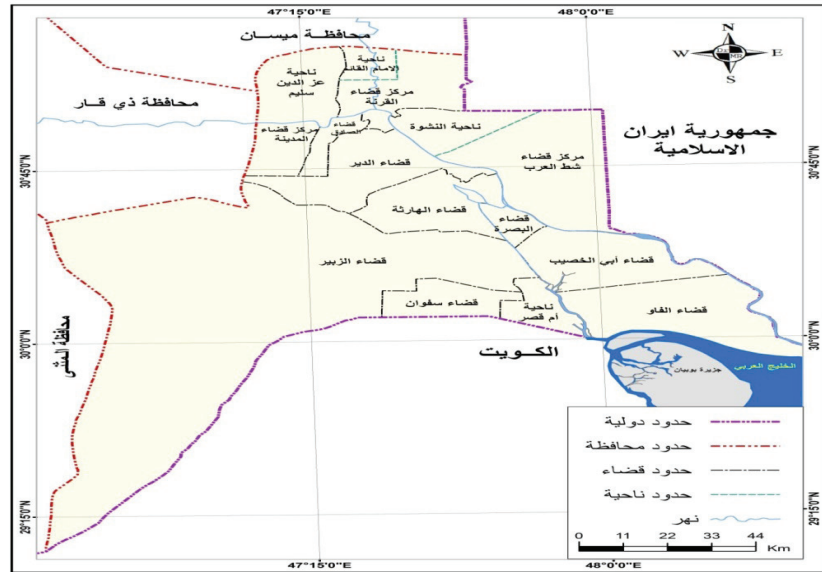 47°15'0"E
48°0'0"E
محافظة ميسان
N
W
E
S
ناحية
عز الدين
سليم
ناحية
مركز قضاء
القرنة
محافظة ذي قار
قضاء
الصادق
مركز قضاء
المدينة
ناحية النشوة
جمهورية ايران
الاسلامية
مركز قضاء
شط العرب
30°45'0"N
30°45'0"N
قضاء الدير
قضاء الهارثة
قضاء
البصرة
قضاء الزبير
قضاء أبي الخصيب
قضاء سفوان
ناحية
أم قصر
قضاء الفاو
محافظة المثنى
30°0'0"N
30°0'0"N
الكويت
الخليج العربي
جزيرة بوبيان
حدود دولية
حدود محافظة
حدود قضاء
حدود ناحية
نهر
29°15'0"N
29°15'0"N
0 11 22 33 44
Km
47°15'0"E
48°0'0"E